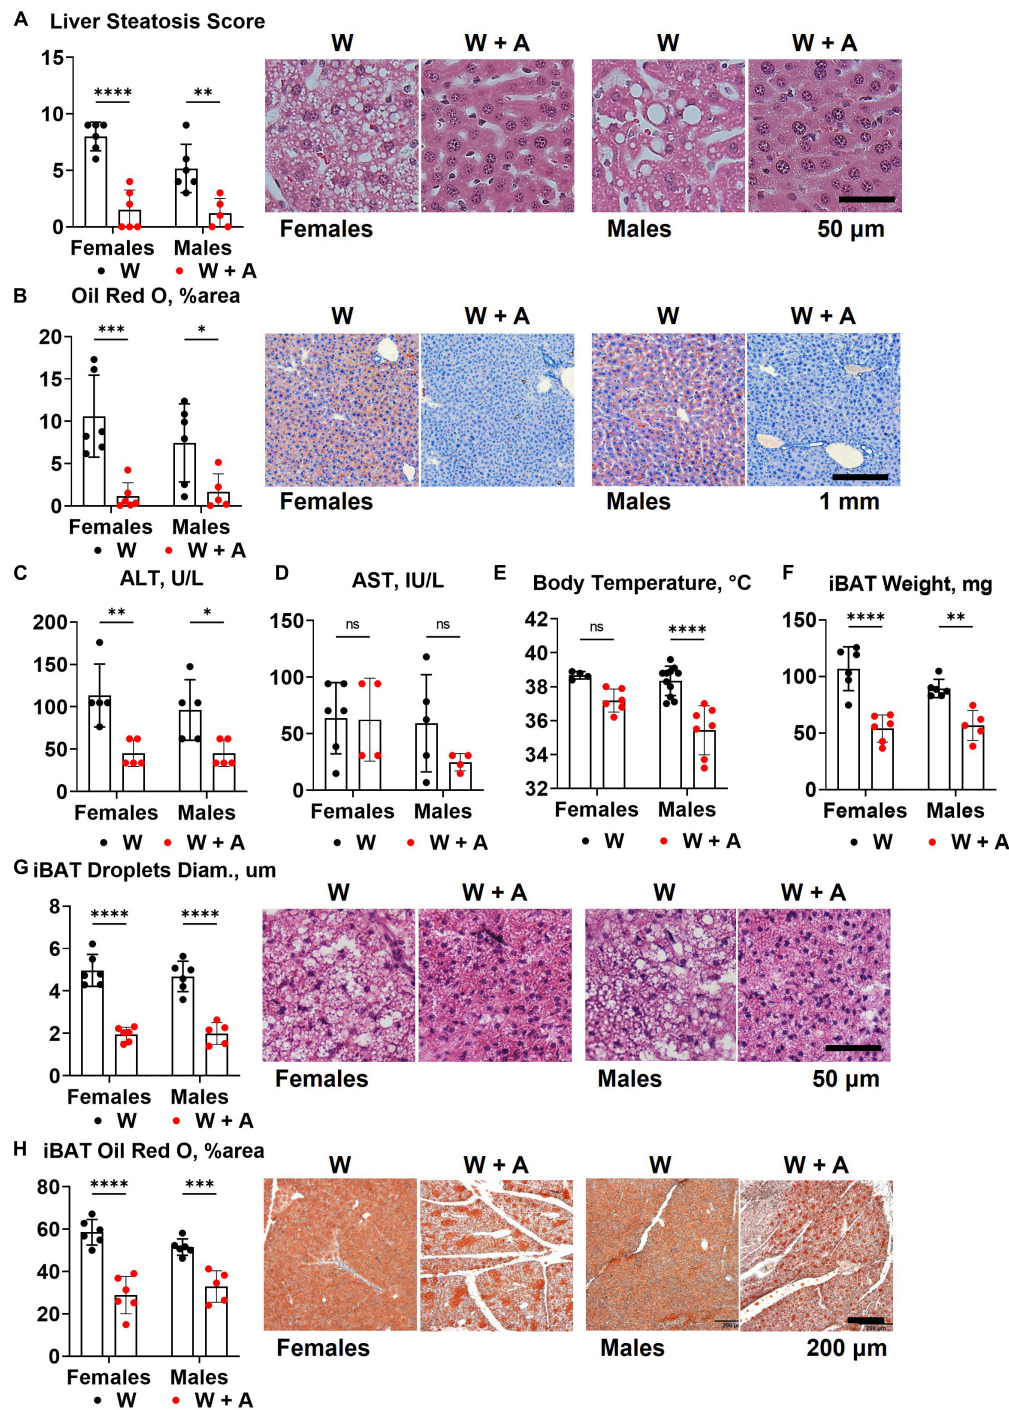 A Liver Steatosis Score
W W + A W W + A
15
10
5
0
**** **
Females Males
W W + A
Females Males 50 µm
B Oil Red O, %area
W W + A W W + A
20
15
10
5
0
*** *
Females Males
W W + A
Females Males 1 mm
C ALT, U/L
200
150
100
50
0
** *
Females Males
W W + A
D AST, IU/L
150
100
50
0
ns ns
Females Males
W W + A
E Body Temperature, °C
42
40
38
36
34
32
ns ****
Females Males
W W + A
F iBAT Weight, mg
150
100
50
0
**** **
Females Males
W W + A
G iBAT Droplets Diam., um
W W + A W W + A
8
6
4
2
0
**** ****
Females Males
W W + A
Females Males 50 µm
H iBAT Oil Red O, %area
W W + A W W + A
80
60
40
20
0
**** ***
Females Males
W W + A
200 µm
200 µm
Females Males 200 µm